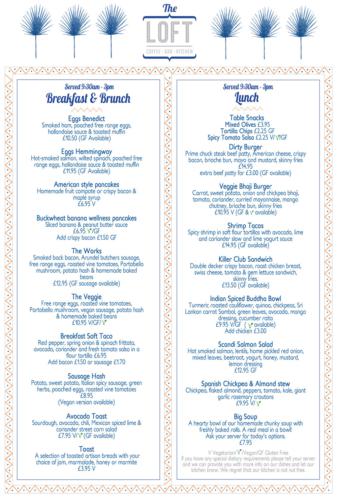 The
LOFT
COFFEE · BAR · KITCHEN
Served 9:30am - 3pm
Breakfast & Brunch
Eggs Benedict
Smoked ham, poached free range eggs,
hollandaise sauce & toasted muffin
£10.50 (GF Available)
Eggs Hemmingway
Hot-smoked salmon, wilted spinach, poached free
range eggs, hollandaise sauce & toasted muffin
£11.95 (GF Available)
American style pancakes
Homemade fruit compote or crispy bacon &
maple syrup
£6.95 V
Buckwheat banana wellness pancakes
Sliced banana & peanut butter sauce
£6.95 V/GF
Add crispy bacon £1.50 GF
The Works
Smoked back bacon, Arundel butchers sausage,
free range eggs, roasted vine tomatoes, Portobello
mushroom, potato hash & homemade baked
beans
£12.95 (GF sausage available)
The Veggie
Free range eggs, roasted vine tomatoes,
Portobello mushroom, vegan sausage, potato hash
& homemade baked beans
£10.95 V/GF/V
Breakfast Soft Taco
Red pepper, spring onion & spinach frittata,
avocado, coriander and fresh tomato salsa in a
flour tortilla £6.95
Add bacon £1.50 or sausage £1.70
Sausage Hash
Potato, sweet potato, Italian spicy sausage, green
herbs, poached eggs, roasted vine tomatoes
£8.95
(Vegan version available)
Avocado Toast
Sourdough, avocado, chili, Mexican spiced lime &
coriander street corn salad
£7.95 V/V (GF available)
Toast
A selection of toasted artisan breads with your
choice of jam, marmalade, honey or marmite
£3.95 V
Served 9:30am - 3pm
Lunch
Table Snacks
Mixed Olives £3.95
Tortilla Chips £2.25 GF
Spicy Tomato Salsa £2.25 V/V/GF
Dirty Burger
Prime chuck steak beef patty, American cheese, crispy
bacon, brioche bun, mayo and mustard, skinny fries
£14.95
extra beef patty for £3.00 (GF available)
Veggie Bhaji Burger
Carrot, sweet potato, onion and chickpea bhaji,
tomato, coriander, curried mayonnaise, mango
chutney, brioche bun, skinny fries
£10.95 V (GF & V available)
Shrimp Tacos
Spicy shrimp in soft flour tortillas with avocado, lime
and coriander slow and lime yogurt sauce
£14.95 (GF available)
Killer Club Sandwich
Double decker crispy bacon, roast chicken breast,
swiss cheese, tomato & gem lettuce sandwich,
skinny fries.
£13.50 (GF available)
Indian Spiced Buddha Bowl
Turmeric roasted cauliflower, quinoa, chickpeas, Sri
Lankan carrot Sambol, green leaves, avocado, mango
dressing, cucumber raita
£9.95 V/GF (V available)
Add chicken £3.00
Scandi Salmon Salad
Hot smoked salmon, lentils, home pickled red onion,
mixed leaves, beetroot, yogurt, honey, mustard,
lemon dressing
£12.95 GF
Spanish Chickpea & Almond stew
Chickpeas, flaked almonds, peppers, tomato, kale, giant
garlic rosemary croutons
£9.95 V/V
Big Soup
A hearty bowl of our homemade chunky soup with
freshly baked rolls. A real meal in a bowl!
Ask your server for today's options.
£7.95
V Vegetarian/V Vegan/GF Gluten Free
If you have any special dietary requirements please tell your server
and we can provide you with more info on our dishes and let our
kitchen know. We regret that our kitchen is not nut free.